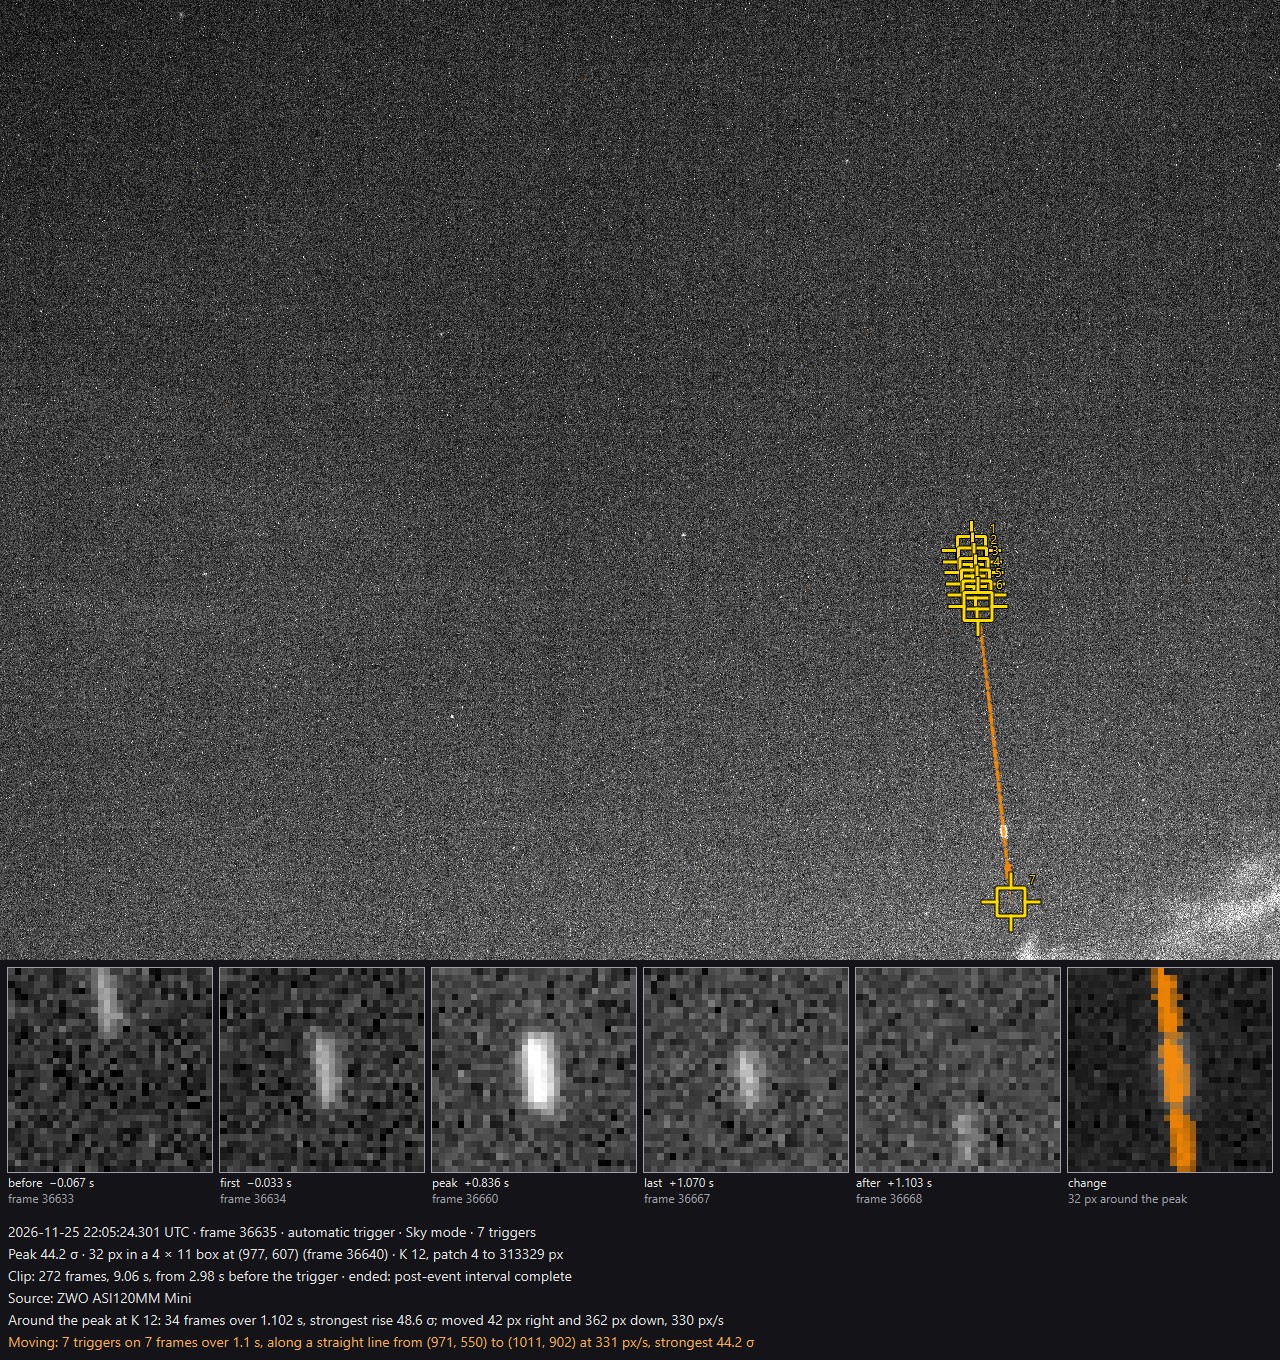 1
2
3
4
5
6
7
before −0.067 s
frame 36633
first −0.033 s
frame 36634
peak +0.836 s
frame 36660
last +1.070 s
frame 36667
after +1.103 s
frame 36668
change
32 px around the peak
2026-11-25 22:05:24.301 UTC · frame 36635 · automatic trigger · Sky mode · 7 triggers
Peak 44.2 σ · 32 px in a 4 × 11 box at (977, 607) (frame 36640) · K 12, patch 4 to 313329 px
Clip: 272 frames, 9.06 s, from 2.98 s before the trigger · ended: post-event interval complete
Source: ZWO ASI120MM Mini
Around the peak at K 12: 34 frames over 1.102 s, strongest rise 48.6 σ; moved 42 px right and 362 px down, 330 px/s
Moving: 7 triggers on 7 frames over 1.1 s, along a straight line from (971, 550) to (1011, 902) at 331 px/s, strongest 44.2 σ